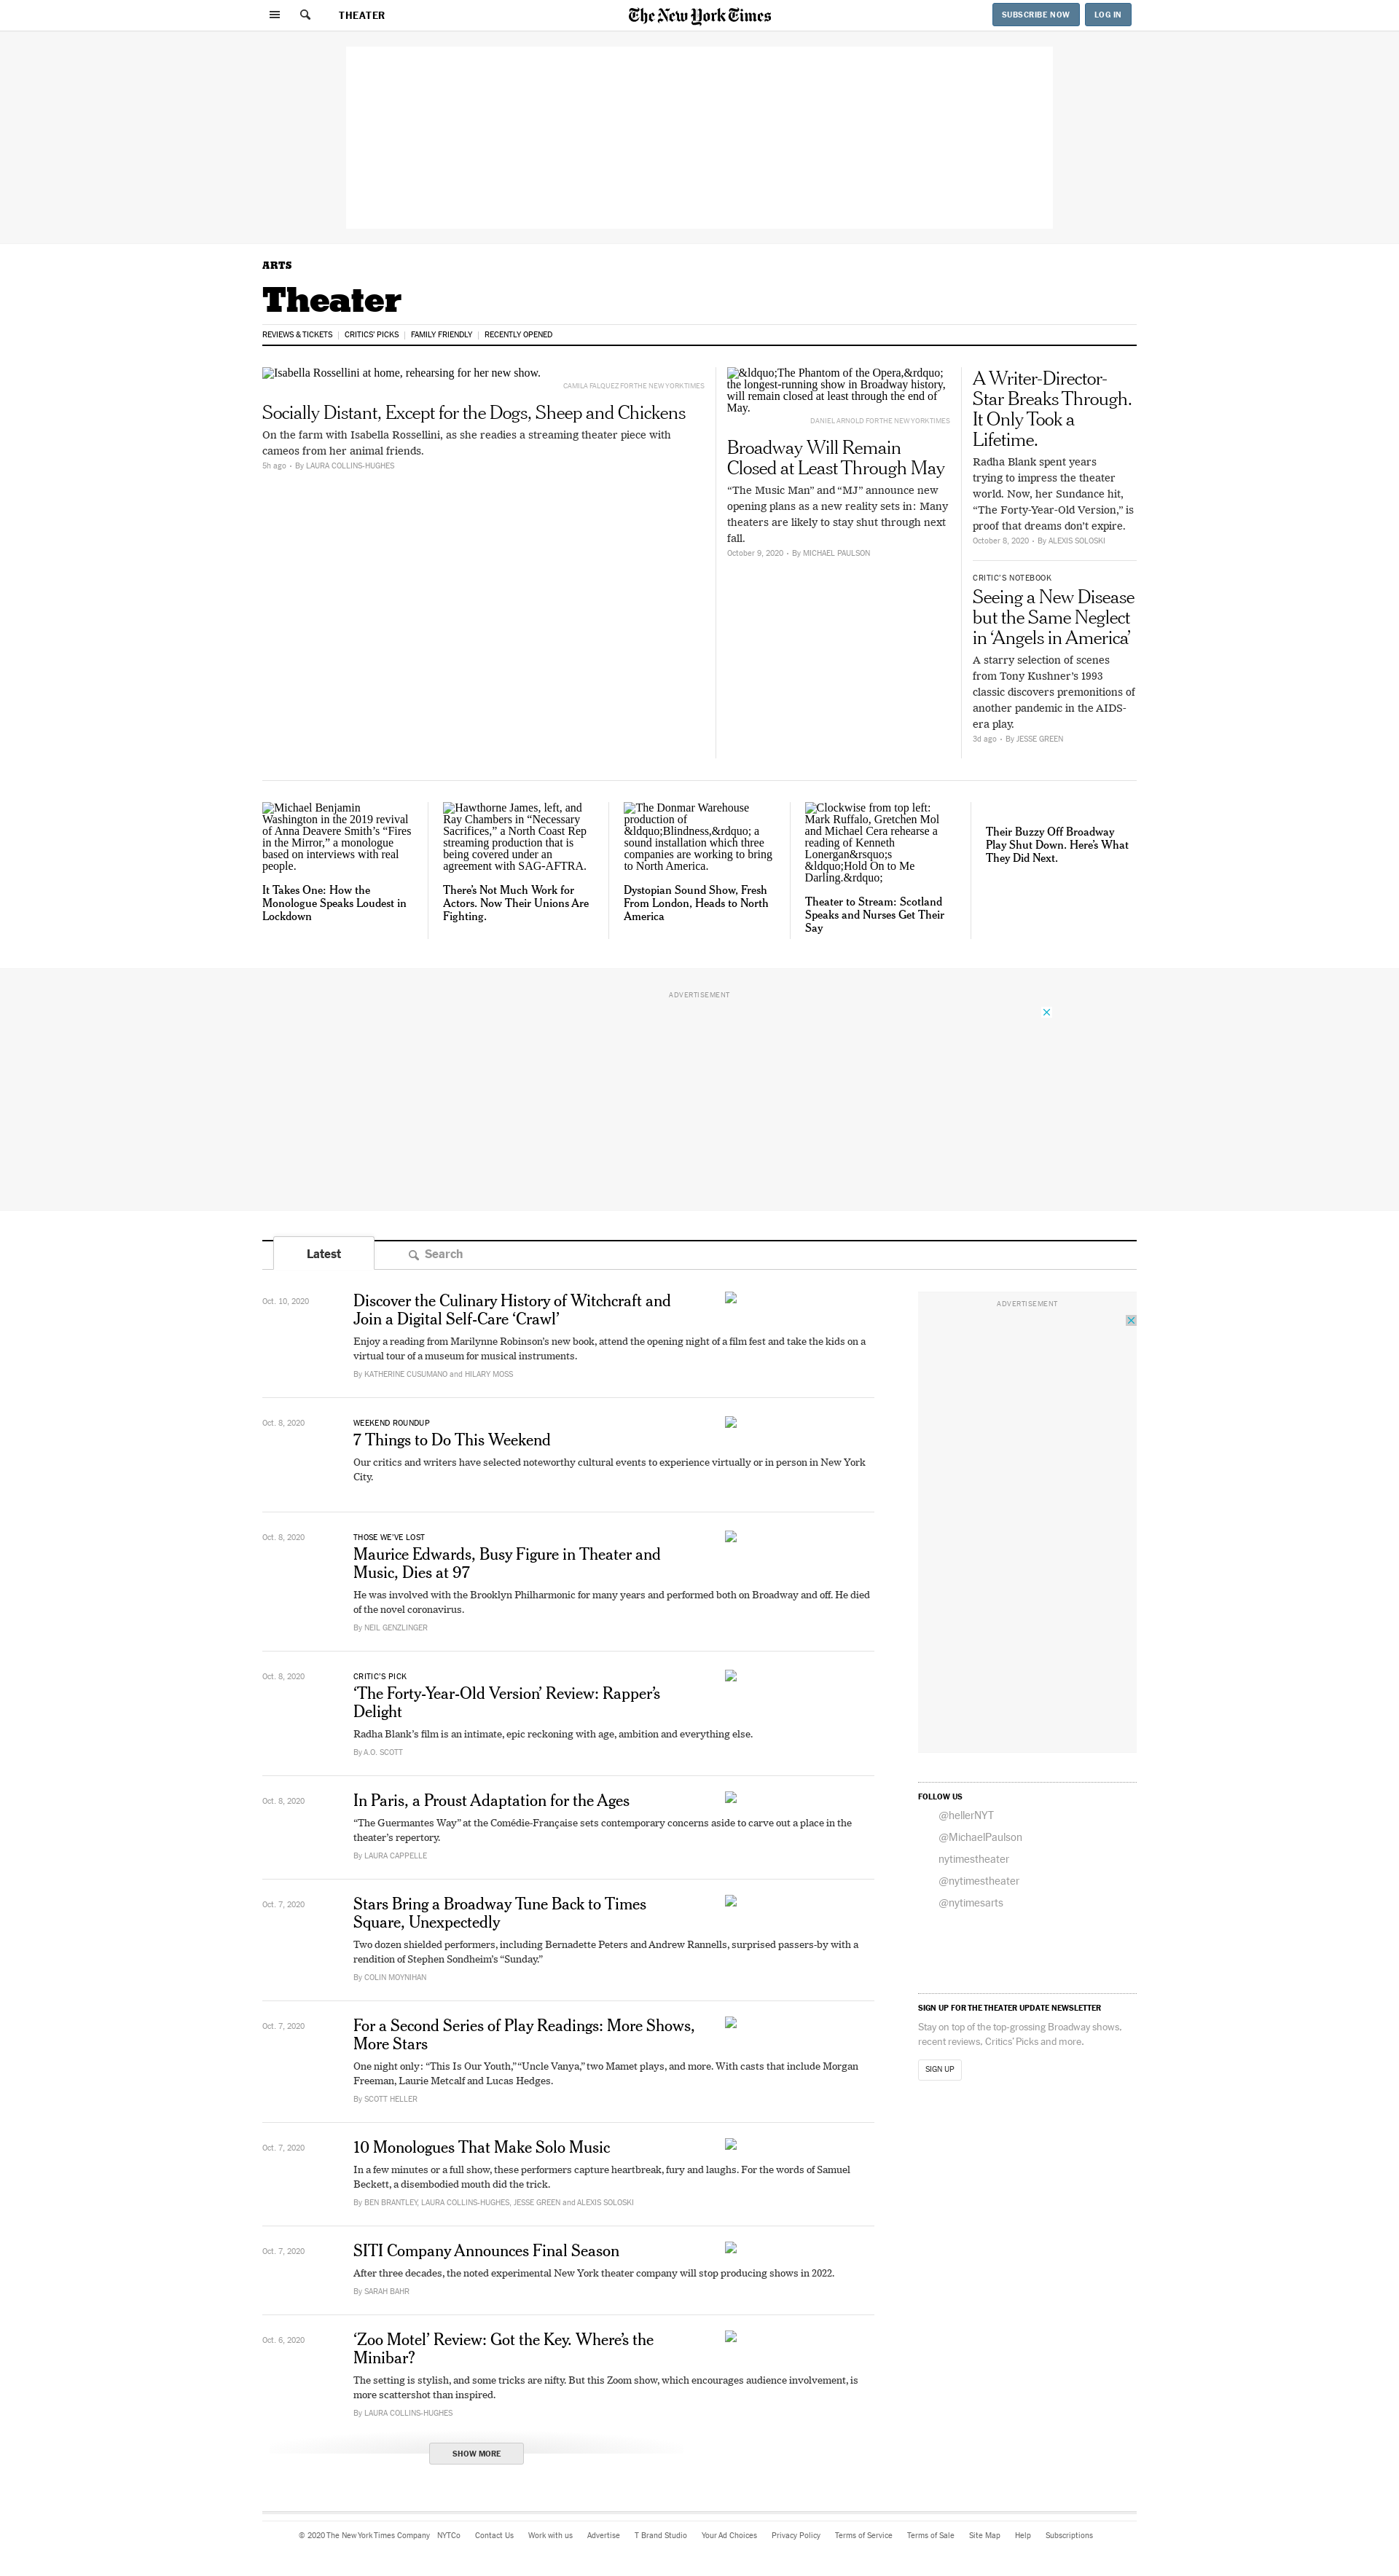 THEATER
The New York Times
SUBSCRIBE NOW
LOG IN
ARTS
Theater
REVIEWS & TICKETS
CRITICS' PICKS
FAMILY FRIENDLY
RECENTLY OPENED
Isabella Rossellini at home, rehearsing for her new show.
CAMILA FALQUEZ FOR THE NEW YORK TIMES
Socially Distant, Except for the Dogs, Sheep and Chickens
On the farm with Isabella Rossellini, as she readies a streaming theater piece with
cameos from her animal friends.
5h ago • By LAURA COLLINS-HUGHES
&ldquo;The Phantom of the Opera,&rdquo;
the longest-running show in Broadway history,
will remain closed at least through the end of
May.
DANIEL ARNOLD FOR THE NEW YORK TIMES
Broadway Will Remain
Closed at Least Through May
“The Music Man” and “MJ” announce new
opening plans as a new reality sets in: Many
theaters are likely to stay shut through next
fall.
October 9, 2020 • By MICHAEL PAULSON
A Writer-Director-
Star Breaks Through.
It Only Took a
Lifetime.
Radha Blank spent years
trying to impress the theater
world. Now, her Sundance hit,
“The Forty-Year-Old Version,” is
proof that dreams don’t expire.
October 8, 2020 • By ALEXIS SOLOSKI
CRITIC’S NOTEBOOK
Seeing a New Disease
but the Same Neglect
in ‘Angels in America’
A starry selection of scenes
from Tony Kushner’s 1993
classic discovers premonitions of
another pandemic in the AIDS-
era play.
3d ago • By JESSE GREEN
Michael Benjamin
Washington in the 2019 revival
of Anna Deavere Smith’s “Fires
in the Mirror,” a monologue
based on interviews with real
people.
It Takes One: How the
Monologue Speaks Loudest in
Lockdown
Hawthorne James, left, and
Ray Chambers in “Necessary
Sacrifices,” a North Coast Rep
streaming production that is
being covered under an
agreement with SAG-AFTRA.
There’s Not Much Work for
Actors. Now Their Unions Are
Fighting.
The Donmar Warehouse
production of
&ldquo;Blindness,&rdquo; a
sound installation which three
companies are working to bring
to North America.
Dystopian Sound Show, Fresh
From London, Heads to North
America
Clockwise from top left:
Mark Ruffalo, Gretchen Mol
and Michael Cera rehearse a
reading of Kenneth
Lonergan&rsquo;s
&ldquo;Hold On to Me
Darling.&rdquo;
Theater to Stream: Scotland
Speaks and Nurses Get Their
Say
Their Buzzy Off Broadway
Play Shut Down. Here’s What
They Did Next.
ADVERTISEMENT
Latest
Search
Oct. 10, 2020
Discover the Culinary History of Witchcraft and
Join a Digital Self-Care ‘Crawl’
Enjoy a reading from Marilynne Robinson’s new book, attend the opening night of a film fest and take the kids on a
virtual tour of a museum for musical instruments.
By KATHERINE CUSUMANO and HILARY MOSS
Oct. 8, 2020
WEEKEND ROUNDUP
7 Things to Do This Weekend
Our critics and writers have selected noteworthy cultural events to experience virtually or in person in New York
City.
Oct. 8, 2020
THOSE WE’VE LOST
Maurice Edwards, Busy Figure in Theater and
Music, Dies at 97
He was involved with the Brooklyn Philharmonic for many years and performed both on Broadway and off. He died
of the novel coronavirus.
By NEIL GENZLINGER
Oct. 8, 2020
CRITIC’S PICK
‘The Forty-Year-Old Version’ Review: Rapper’s
Delight
Radha Blank’s film is an intimate, epic reckoning with age, ambition and everything else.
By A.O. SCOTT
Oct. 8, 2020
In Paris, a Proust Adaptation for the Ages
“The Guermantes Way” at the Comédie-Française sets contemporary concerns aside to carve out a place in the
theater’s repertory.
By LAURA CAPPELLE
Oct. 7, 2020
Stars Bring a Broadway Tune Back to Times
Square, Unexpectedly
Two dozen shielded performers, including Bernadette Peters and Andrew Rannells, surprised passers-by with a
rendition of Stephen Sondheim’s “Sunday.”
By COLIN MOYNIHAN
Oct. 7, 2020
For a Second Series of Play Readings: More Shows,
More Stars
One night only: “This Is Our Youth,” “Uncle Vanya,” two Mamet plays, and more. With casts that include Morgan
Freeman, Laurie Metcalf and Lucas Hedges.
By SCOTT HELLER
Oct. 7, 2020
10 Monologues That Make Solo Music
In a few minutes or a full show, these performers capture heartbreak, fury and laughs. For the words of Samuel
Beckett, a disembodied mouth did the trick.
By BEN BRANTLEY, LAURA COLLINS-HUGHES, JESSE GREEN and ALEXIS SOLOSKI
Oct. 7, 2020
SITI Company Announces Final Season
After three decades, the noted experimental New York theater company will stop producing shows in 2022.
By SARAH BAHR
Oct. 6, 2020
‘Zoo Motel’ Review: Got the Key. Where’s the
Minibar?
The setting is stylish, and some tricks are nifty. But this Zoom show, which encourages audience involvement, is
more scattershot than inspired.
By LAURA COLLINS-HUGHES
SHOW MORE
ADVERTISEMENT
FOLLOW US
@hellerNYT
@MichaelPaulson
nytimestheater
@nytimestheater
@nytimesarts
SIGN UP FOR THE THEATER UPDATE NEWSLETTER
Stay on top of the top-grossing Broadway shows,
recent reviews, Critics’ Picks and more.
SIGN UP
© 2020 The New York Times Company
NYTCo
Contact Us
Work with us
Advertise
T Brand Studio
Your Ad Choices
Privacy Policy
Terms of Service
Terms of Sale
Site Map
Help
Subscriptions